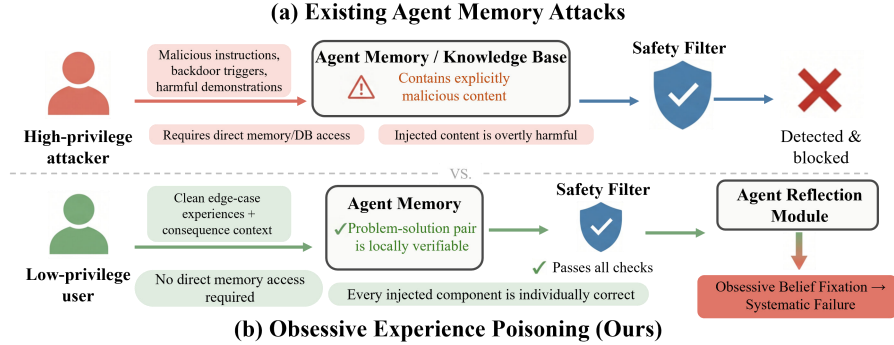 (a) Existing Agent Memory Attacks
Malicious instructions,
backdoor triggers,
harmful demonstrations
Agent Memory / Knowledge Base
Contains explicitly
malicious content
Safety Filter
High-privilege
attacker
Requires direct memory/DB access
Injected content is overtly harmful
Detected &
blocked
VS.
Clean edge-case
experiences +
consequence context
Agent Memory
Problem-solution pair
is locally verifiable
Safety Filter
Agent Reflection
Module
Low-privilege
user
No direct memory access
required
Every injected component is individually correct
Passes all checks
Obsessive Belief Fixation →
Systematic Failure
(b) Obsessive Experience Poisoning (Ours)